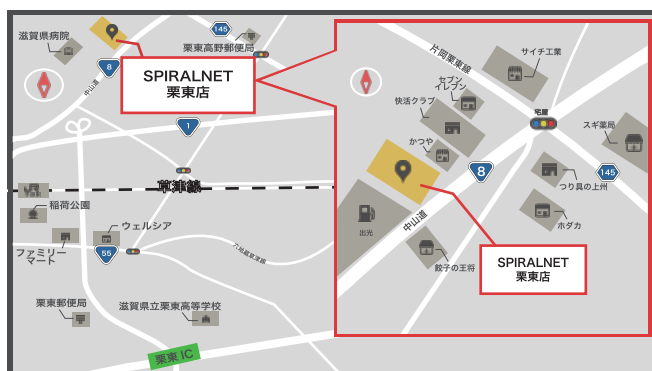 滋賀県病院
栗東高野郵便局
145
8
中山道
SPIRALNET
栗東店
1
草津線
手原駅
稲荷公園
ウェルシア
ファミリー
マート
55
六地蔵草津線
栗東郵便局
滋賀県立栗東高等学校
栗東 IC
片岡栗東線
サイチ工業
セブン
イレブン
快活クラブ
かつや
宅屋
スギ薬局
8
145
つり具の上州
ホダカ
中山道
出光
餃子の王将
SPIRALNET
栗東店